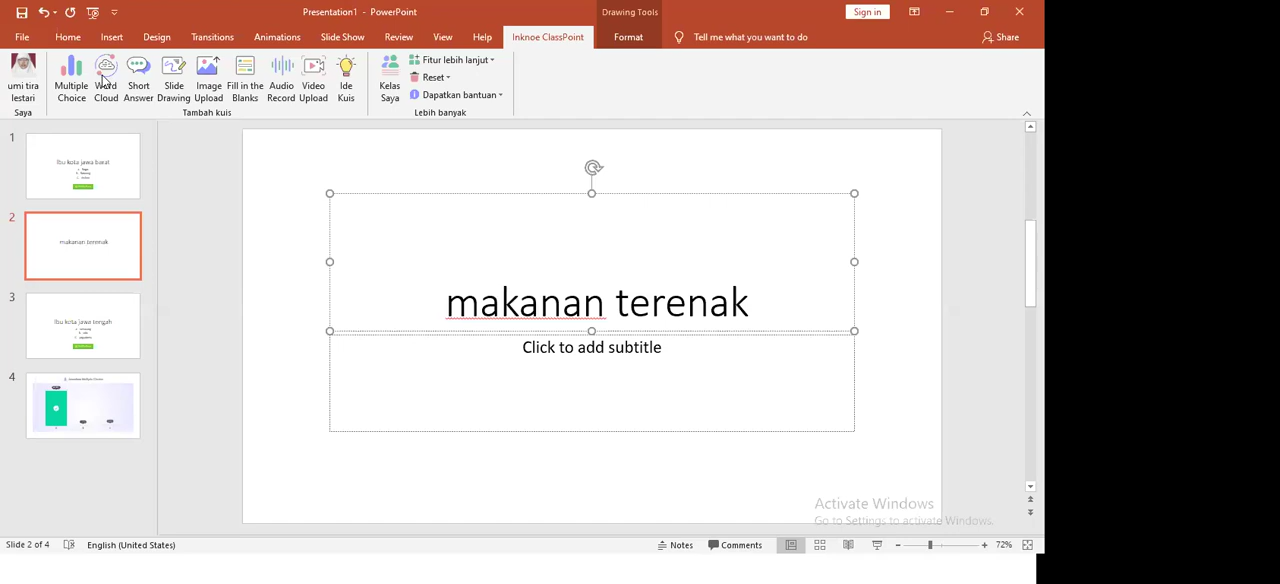 Presentation1 - PowerPoint
Drawing Tools
Sign in
File
Home
Insert
Design
Transitions
Animations
Slide Show
Review
View
Help
Inknoe ClassPoint
Format
Tell me what you want to do
Share
umi tira
lestari
Multiple
Choice
Word
Cloud
Short
Answer
Slide
Drawing
Image
Upload
Fill in the
Blanks
Audio
Record
Video
Upload
Ide
Kuis
Kelas
Saya
Fitur lebih lanjut
Reset
Dapatkan bantuan
Saya
Tambah kuis
Lebih banyak
1
Ibu kota jawa barat
2
makanan terenak
3
Ibu kota jawa tengah
4
makanan terenak
Click to add subtitle
Activate Windows
Go to Settings to activate Windows.
Slide 2 of 4
English (United States)
Notes
Comments
72%